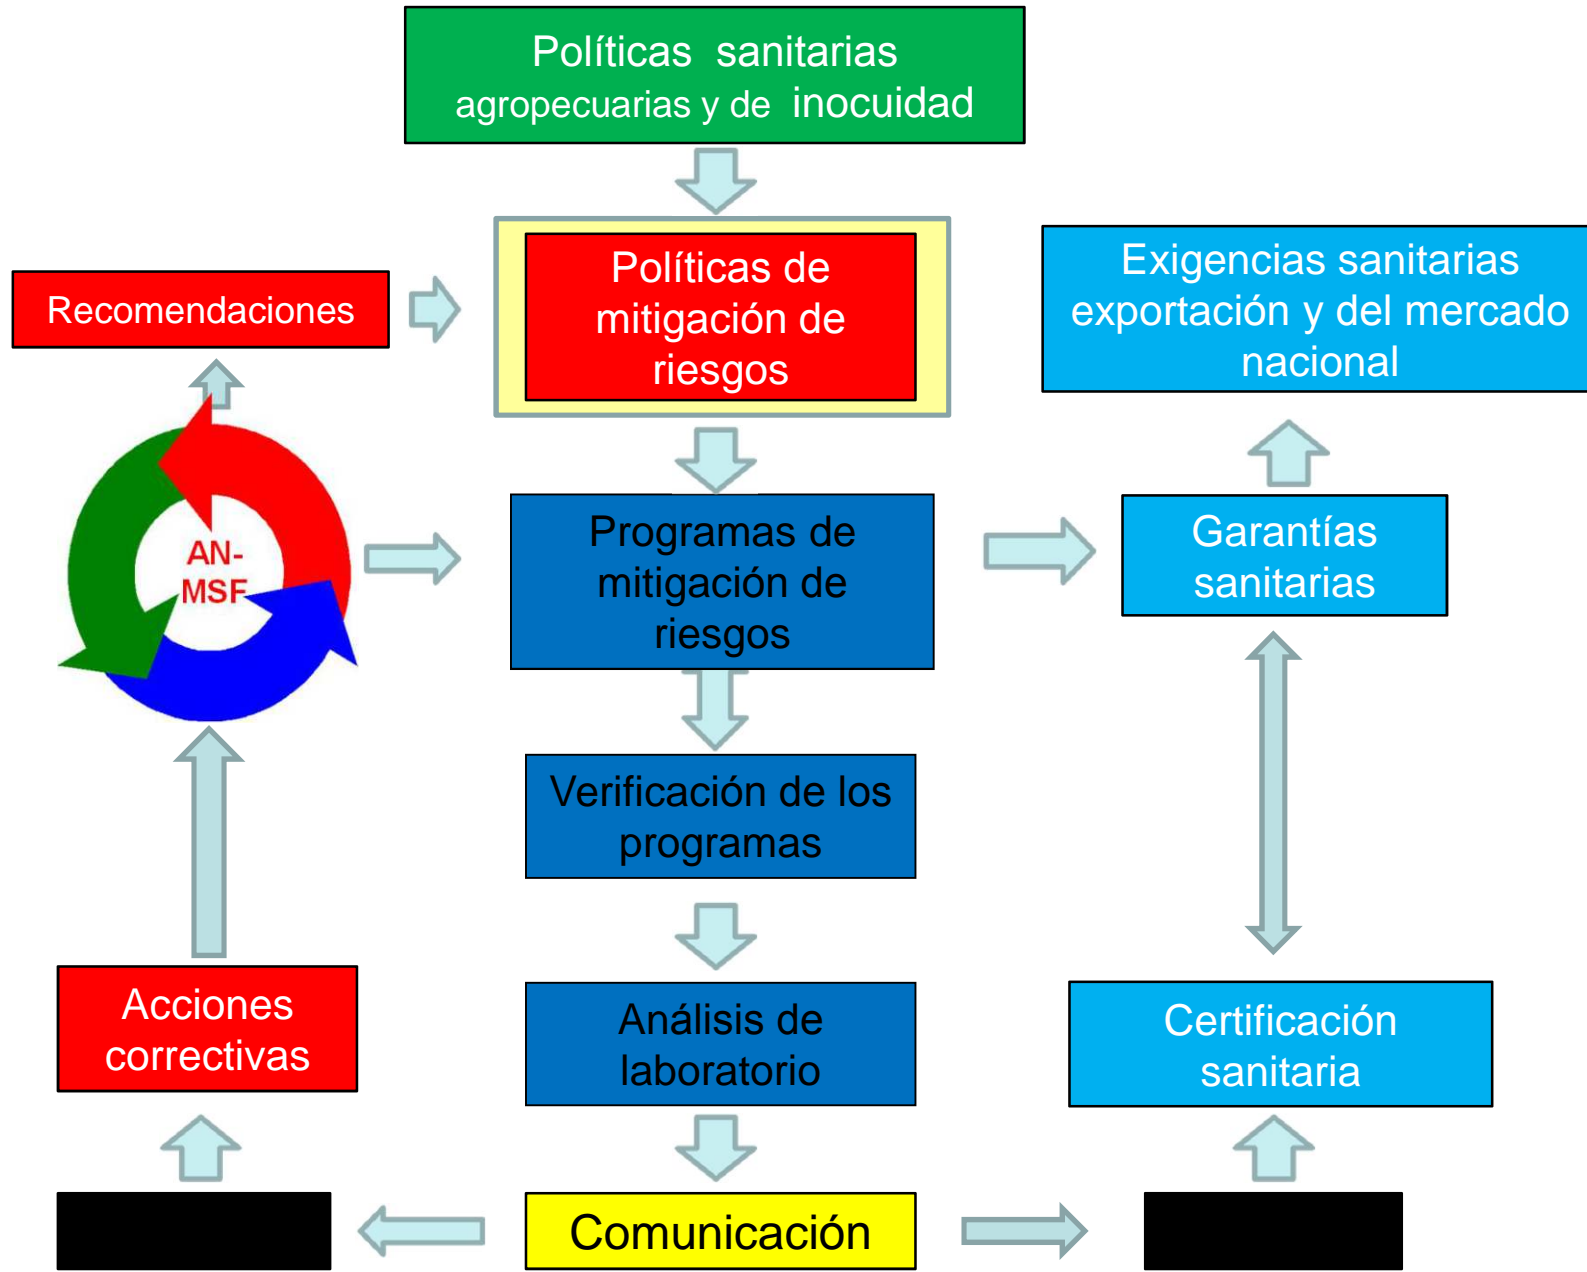 Políticas sanitarias
agropecuarias y de inocuidad
Recomendaciones
Políticas de
mitigación de
riesgos
Exigencias sanitarias
exportación y del mercado
nacional
AN-
MSF
Programas de
mitigación de
riesgos
Garantías
sanitarias
Verificación de los
programas
Acciones
correctivas
Análisis de
laboratorio
Certificación
sanitaria
Comunicación